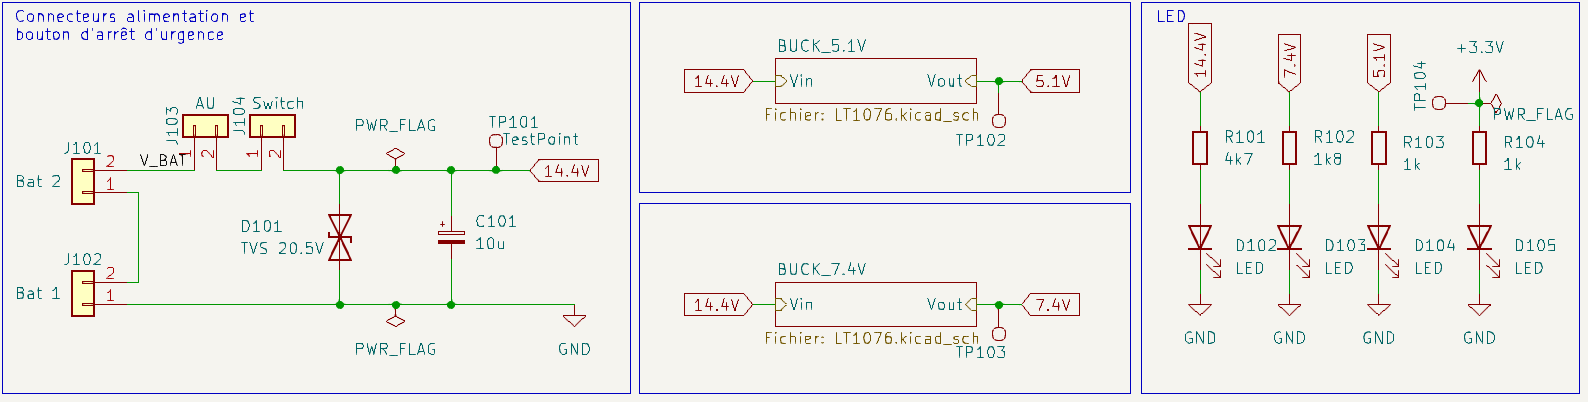 Connecteurs alimentation et
bouton d'arrêt d'urgence
J103
AU
J104
Switch
1
2
1
2
V_BAT
J101
2
1
Bat 2
J102
2
1
Bat 1
PWR_FLAG
TP101
TestPoint
14.4V
D101
TVS 20.5V
+
C101
10u
PWR_FLAG
GND
BUCK_5.1V
14.4V
Vin
Vout
5.1V
Fichier: LT1076.kicad_sch
TP102
BUCK_7.4V
14.4V
Vin
Vout
7.4V
Fichier: LT1076.kicad_sch
TP103
LED
14.4V
7.4V
5.1V
+3.3V
TP104
PWR_FLAG
R101
4k7
R102
1k8
R103
1k
R104
1k
D102
LED
D103
LED
D104
LED
D105
LED
GND
GND
GND
GND